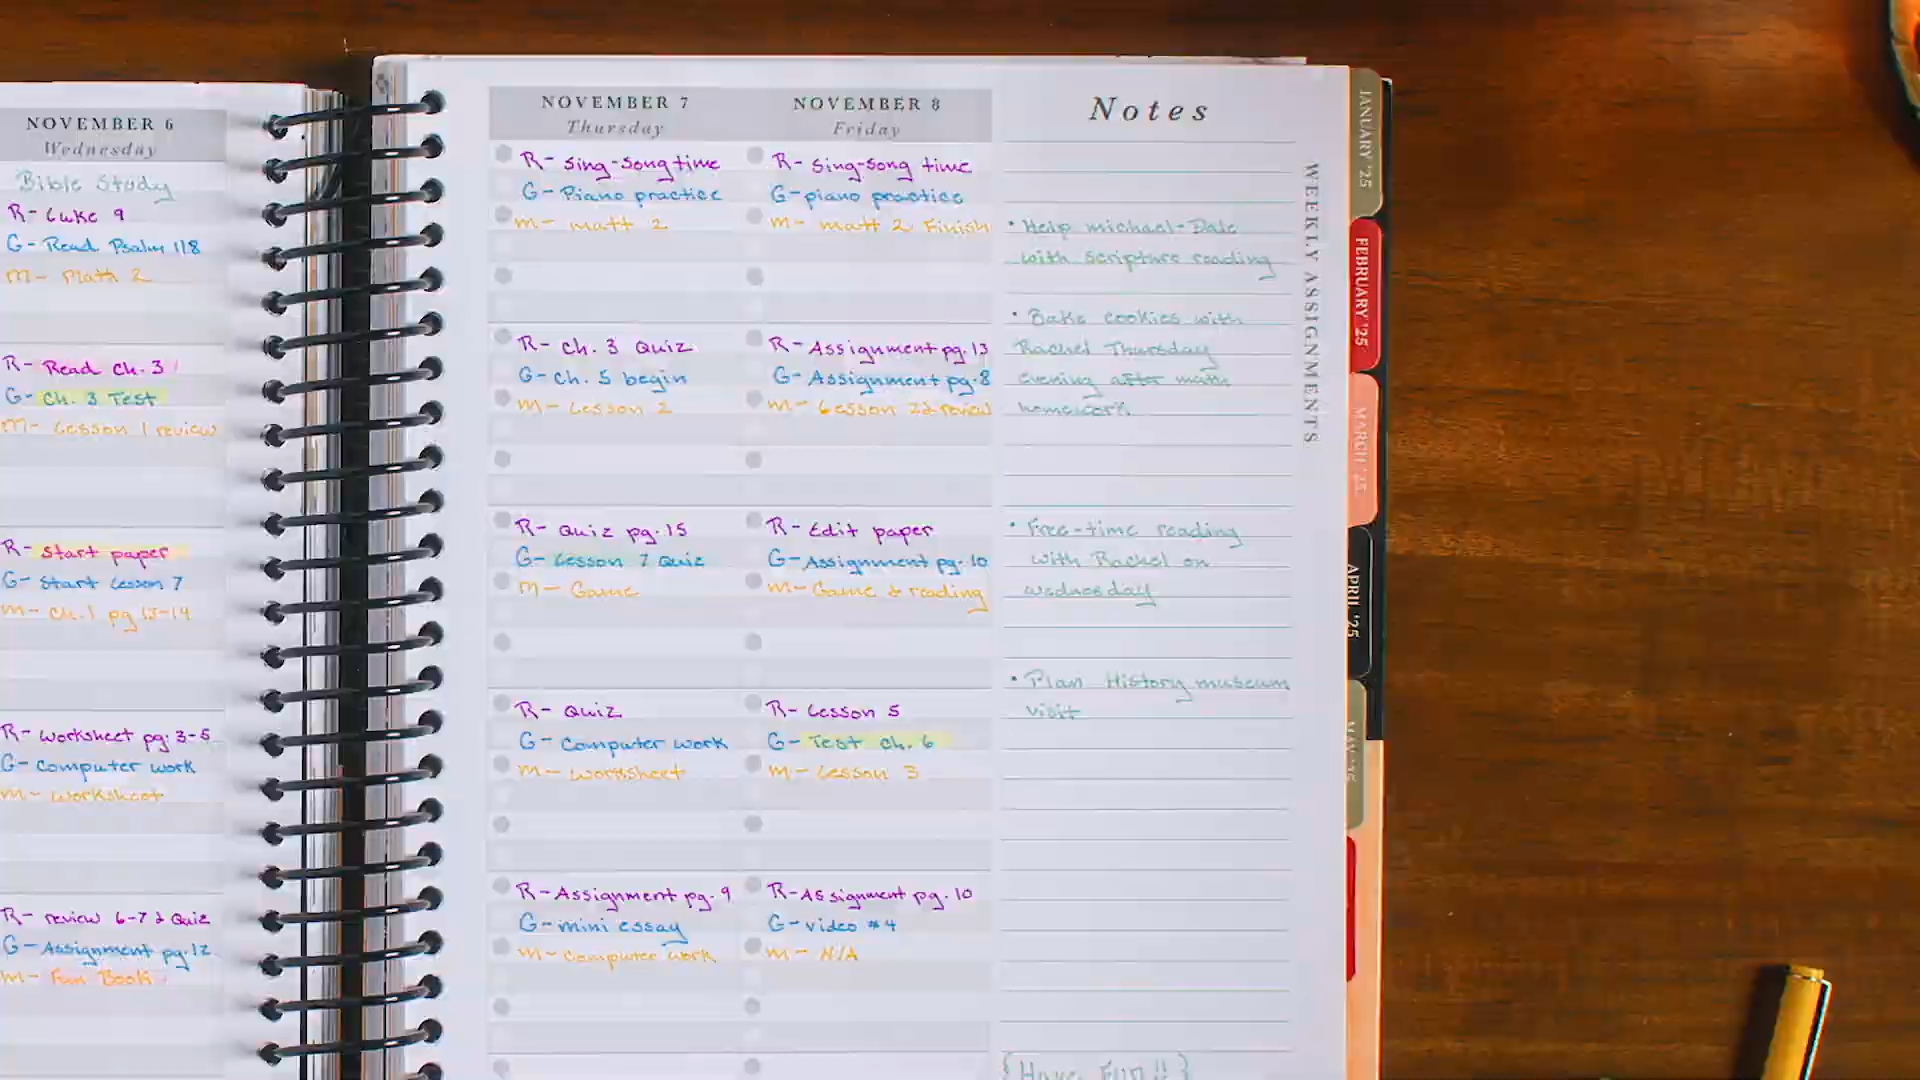 NOVEMBER 6
Wednesday
Bible Study
R- Luke 9
G- Read Psalm 118
M- Math 2
R- Read Ch. 3
G- Ch. 3 Test
M- Lesson 1 review
R- Start paper
G- Start Lesson 7
M- Ch. 1 pg 13-14
R- Worksheet pg. 3-5
G- Computer work
M- Worksheet
R- review 6-7 & Quiz
G- Assignment pg. 12
M- Fun Book
NOVEMBER 7
Thursday
R- Sing-song time
G- Piano practice
M- Matt 2
R- Ch. 3 Quiz
G- Ch. 5 begin
M- Lesson 2
R- Quiz pg. 15
G- Lesson 7 Quiz
M- Game
R- Quiz
G- Computer work
M- Worksheet
R- Assignment pg. 9
G- mini essay
M- Computer work
NOVEMBER 8
Friday
R- Sing-song time
G- piano practice
M- Matt 2 Finish
R- Assignment pg. 13
G- Assignment pg. 8
M- Lesson 2 & review
R- Edit paper
G- Assignment pg. 10
M- Game & reading
R- Lesson 5
G- Test ch. 6
M- Lesson 3
R- Assignment pg. 10
G- video #4
M- N/A
Notes
• Help Michael-Dale
with scripture reading
• Bake cookies with
Rachel Thursday
evening after math
homework
• Free-time reading
with Rachel on
wednesday
• Plan History museum
visit
{Have Fun!!}
WEEKLY ASSIGNMENTS
JANUARY '25
FEBRUARY '25
MARCH '25
APRIL '25
MAY '25